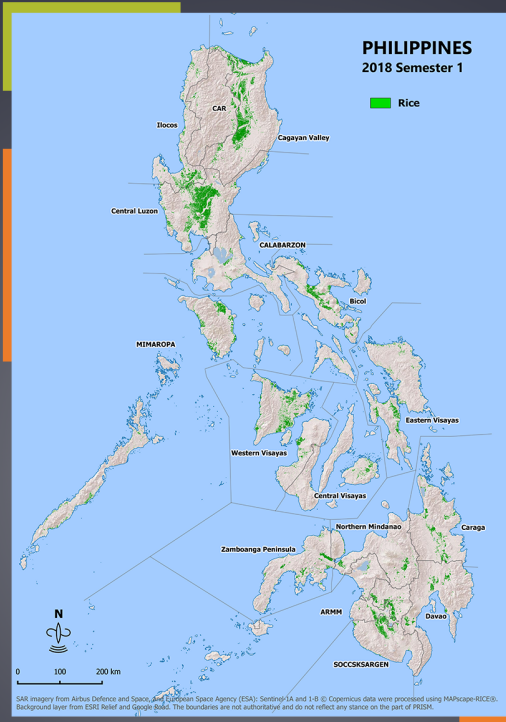 PHILIPPINES
2018 Semester 1
Rice
CAR
Ilocos
Cagayan Valley
Central Luzon
CALABARZON
Bicol
MIMAROPA
Eastern Visayas
Western Visayas
Central Visayas
Northern Mindanao
Caraga
Zamboanga Peninsula
ARMM
Davao
SOCCSKSARGEN
N
0 100 200 km
SAR imagery from Airbus Defence and Space, and European Space Agency (ESA): Sentinel-1A and 1-B © Copernicus data were processed using MAPscape-RICE®.
Background layer from ESRI Relief and Google Road. The boundaries are not authoritative and do not reflect any stance on the part of PRISM.